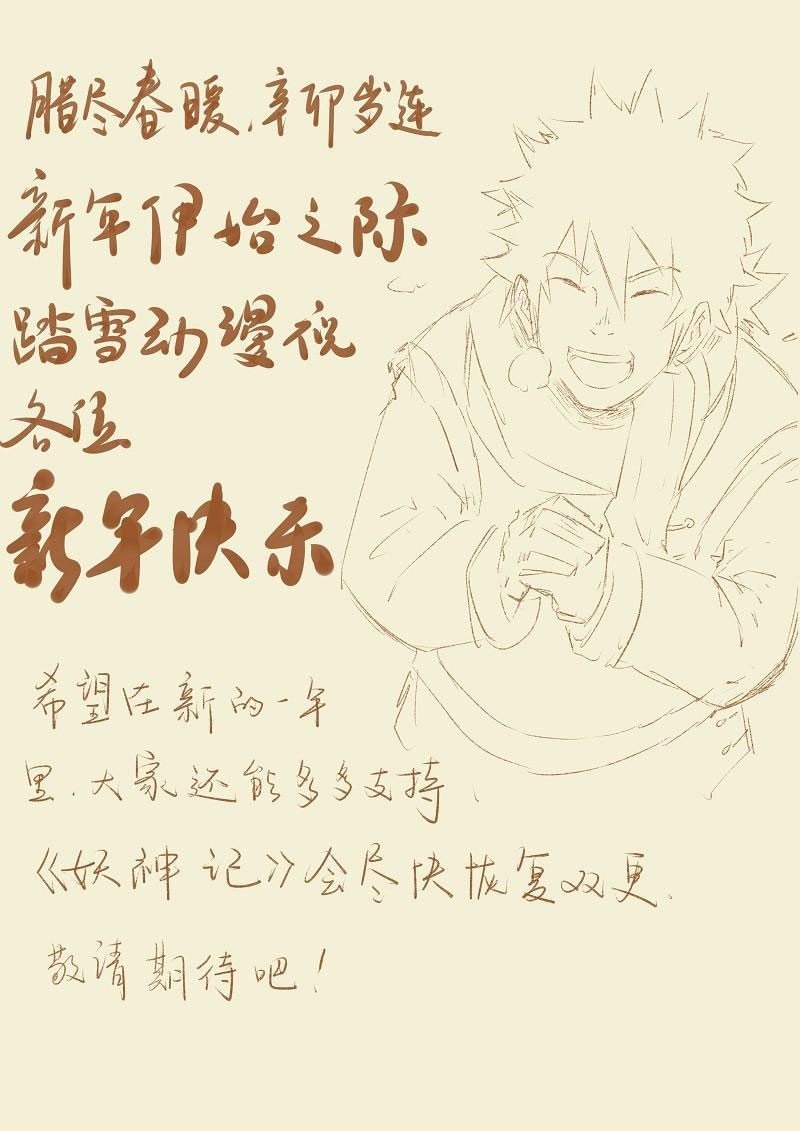 腊尽春暖,辛卯岁连
新年伊始之际
踏雪动漫祝
各位
新年快乐
希望在新的一年
里,大家还能多多支持
《妖神记》会尽快恢复双更.
敬请期待吧!